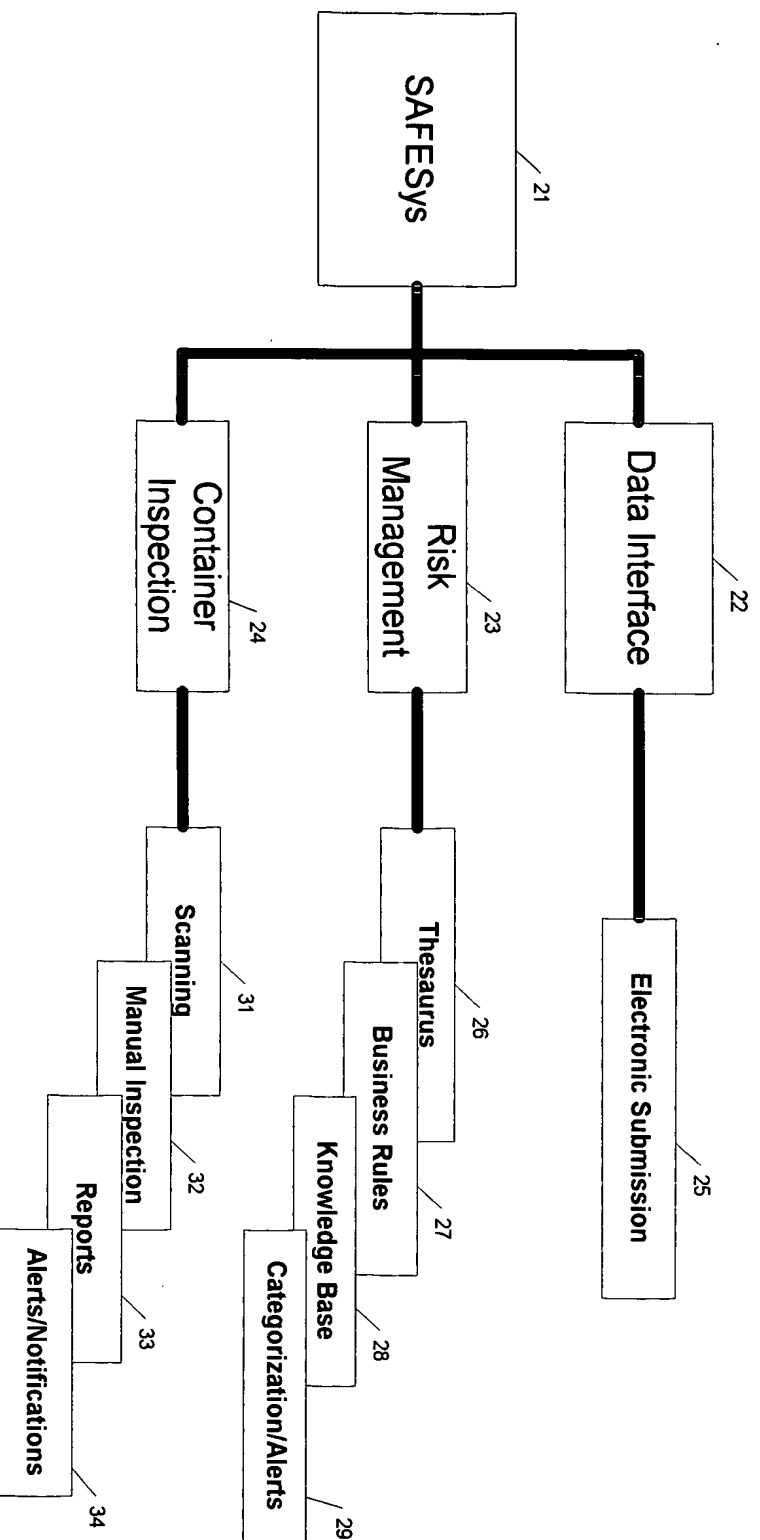 SAFESys
21
Data Interface
22
Electronic Submission
25
Risk
Management
23
Thesaurus
26
Business Rules
27
Knowledge Base
28
Categorization/Alerts
29
Container
Inspection
24
Scanning
31
Manual Inspection
32
Reports
33
Alerts/Notifications
34